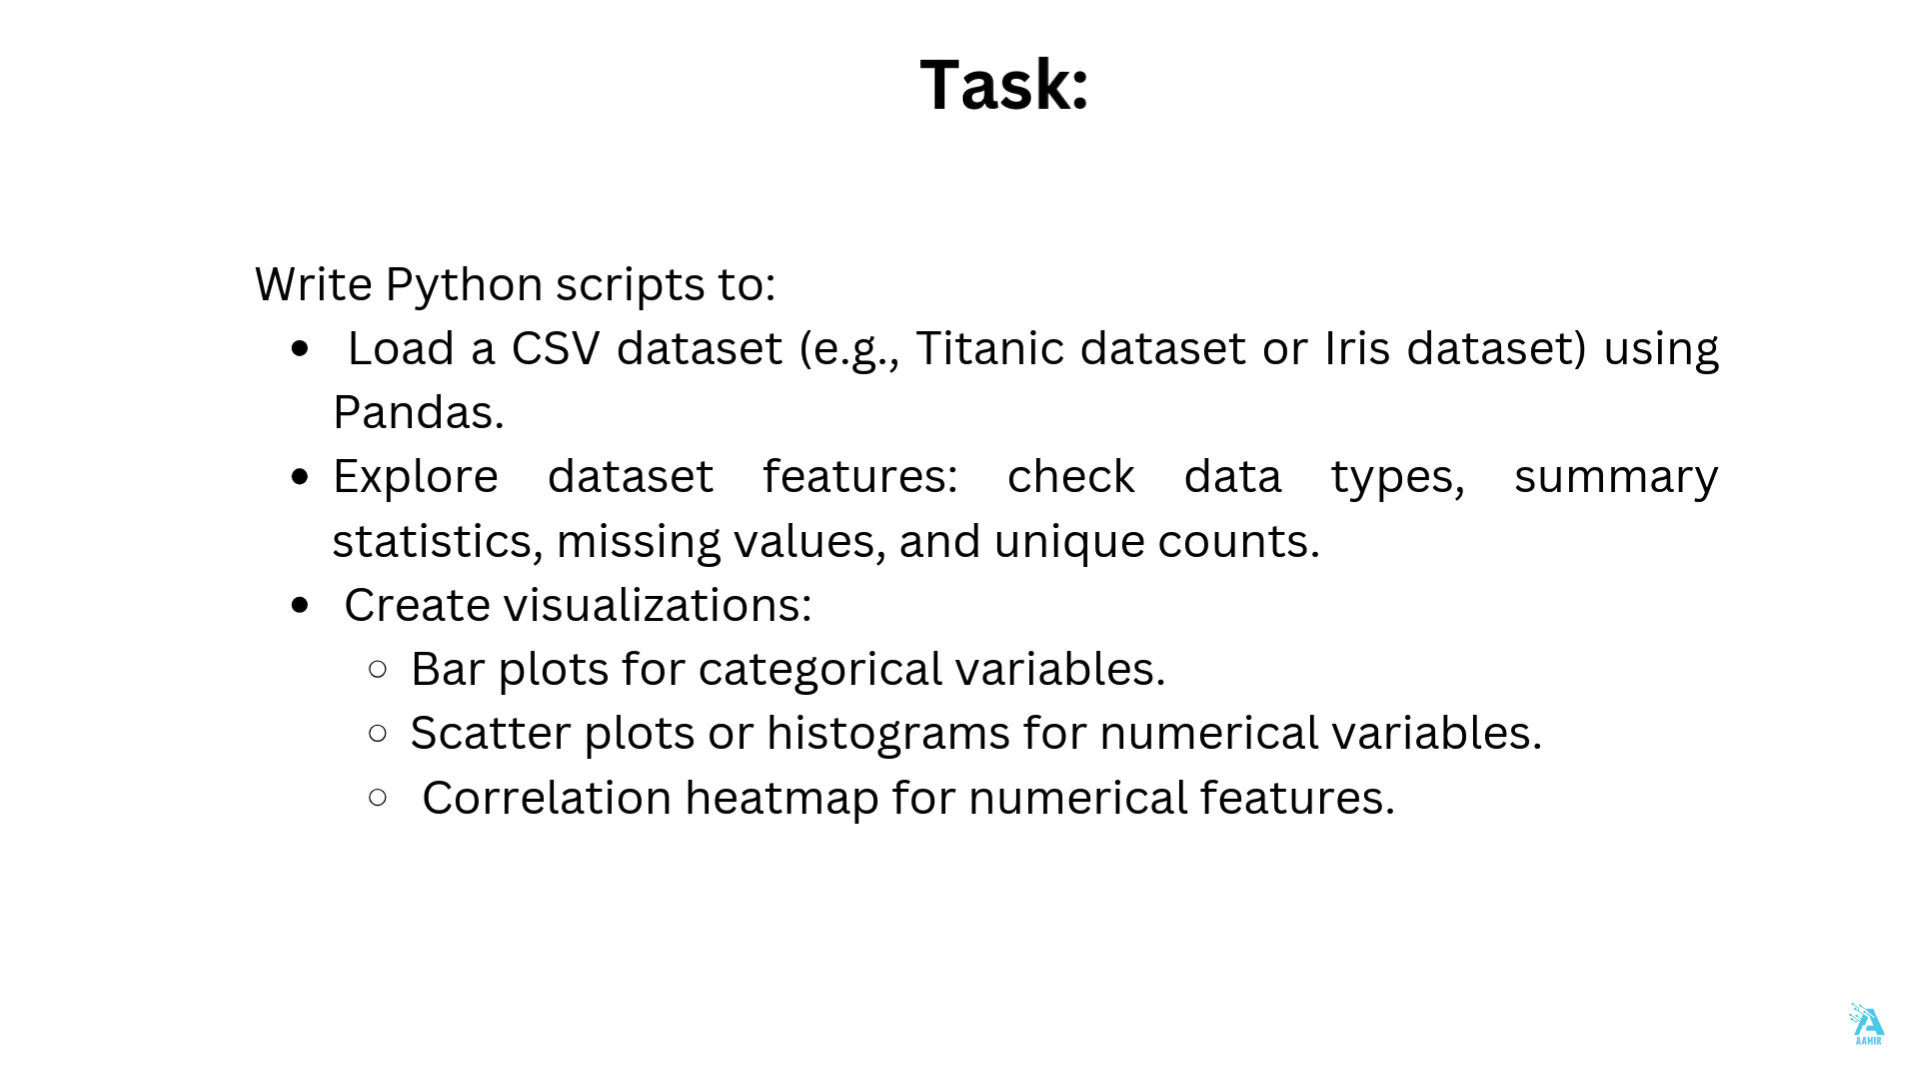 Task:
Write Python scripts to:
Load a CSV dataset (e.g., Titanic dataset or Iris dataset) using
Pandas.
Explore dataset features: check data types, summary
statistics, missing values, and unique counts.
Create visualizations:
Bar plots for categorical variables.
Scatter plots or histograms for numerical variables.
Correlation heatmap for numerical features.
AAMIR